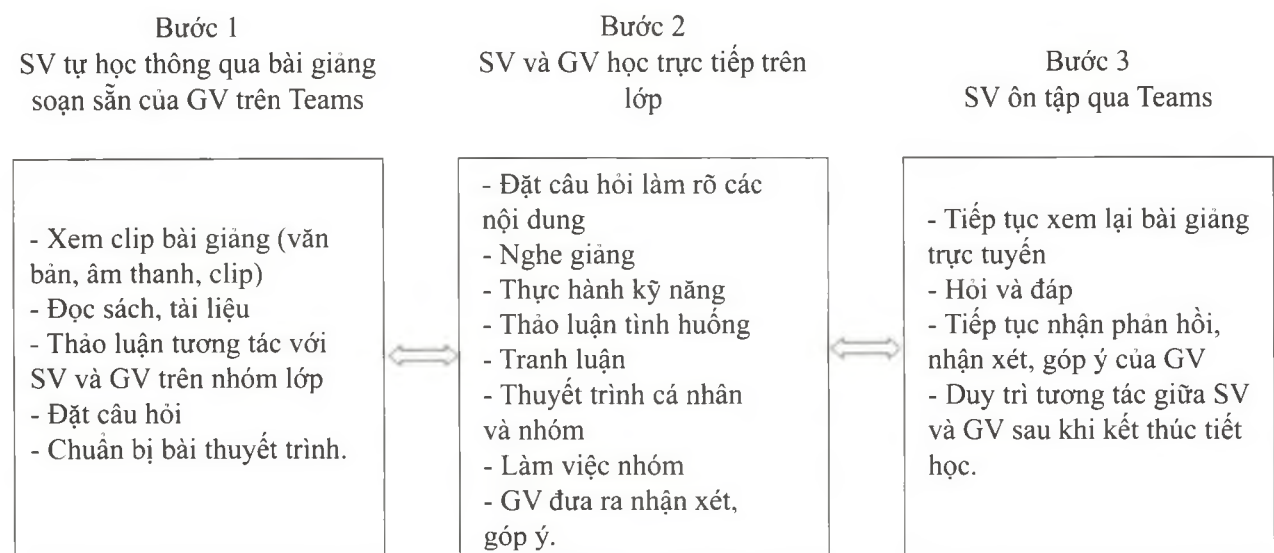 Bước 1
SV tự học thông qua bài giảng
soạn sẵn của GV trên Teams
Bước 2
SV và GV học trực tiếp trên
lớp
Bước 3
SV ôn tập qua Teams
- Xem clip bài giảng (văn
bản, âm thanh, clip)
- Đọc sách, tài liệu
- Thảo luận tương tác với
SV và GV trên nhóm lớp
- Đặt câu hỏi
- Chuẩn bị bài thuyết trình.
- Đặt câu hỏi làm rõ các
nội dung
- Nghe giảng
- Thực hành kỹ năng
- Thảo luận tình huống
- Tranh luận
- Thuyết trình cá nhân
và nhóm
- Làm việc nhóm
- GV đưa ra nhận xét,
góp ý.
- Tiếp tục xem lại bài giảng
trực tuyến
- Hỏi và đáp
- Tiếp tục nhận phản hồi,
nhận xét, góp ý của GV
- Duy trì tương tác giữa SV
và GV sau khi kết thúc tiết
học.